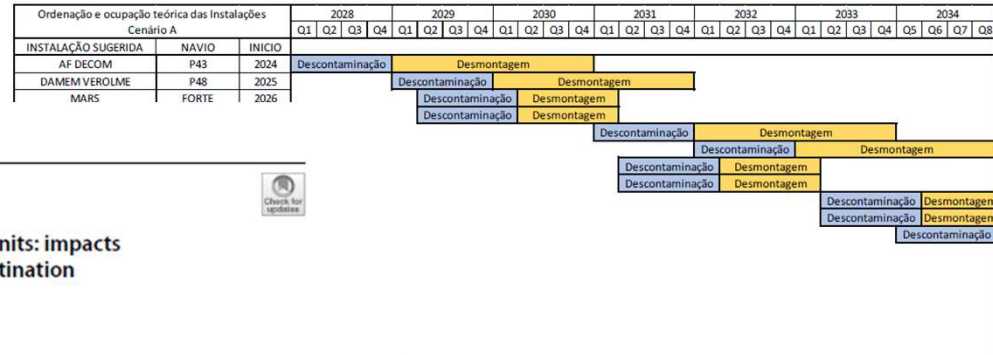 Ordenação e ocupação teórica das Instalações 2028 2029 2030 2031 2032 2033 2034
Cenário A Q1 Q2 Q3 Q4 Q1 Q2 Q3 Q4 Q1 Q2 Q3 Q4 Q1 Q2 Q3 Q4 Q1 Q2 Q3 Q4 Q1 Q2 Q3 Q4 Q5 Q6 Q7 Q8
INSTALAÇÃO SUGERIDA NAVIO INICIO
AF DECOM P43 2024 Descontaminação Desmontagem
DAMEM VEROLME P48 2025 Descontaminação Desmontagem
MARS FORTE 2026 Descontaminação Desmontagem
Descontaminação Desmontagem
Descontaminação Desmontagem
Descontaminação Desmontagem
Descontaminação Desmontagem
Descontaminação Desmontagem
Descontaminação Desmontagem
Descontaminação Desmontagem
Descontaminação
Check for
updates
nits: impacts
tination